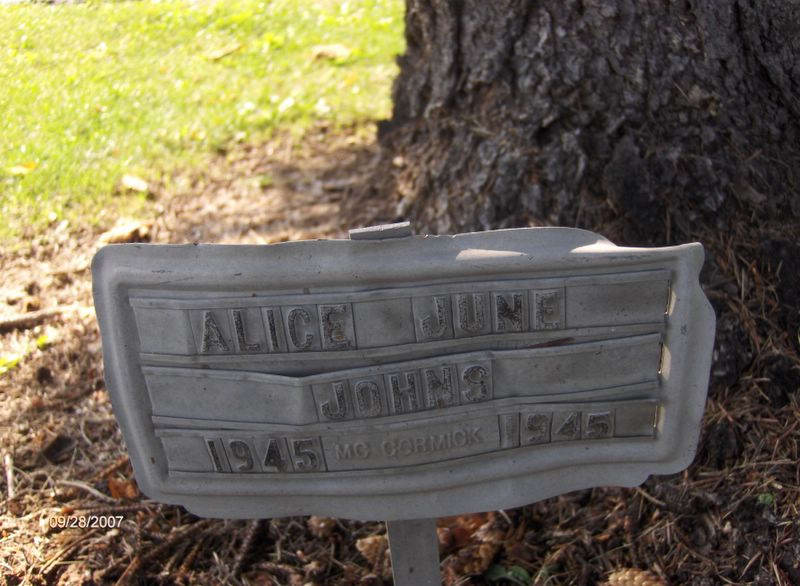 ALICE JUNE
JOHNS
1945 MC CORMICK 1945
09/28/2007